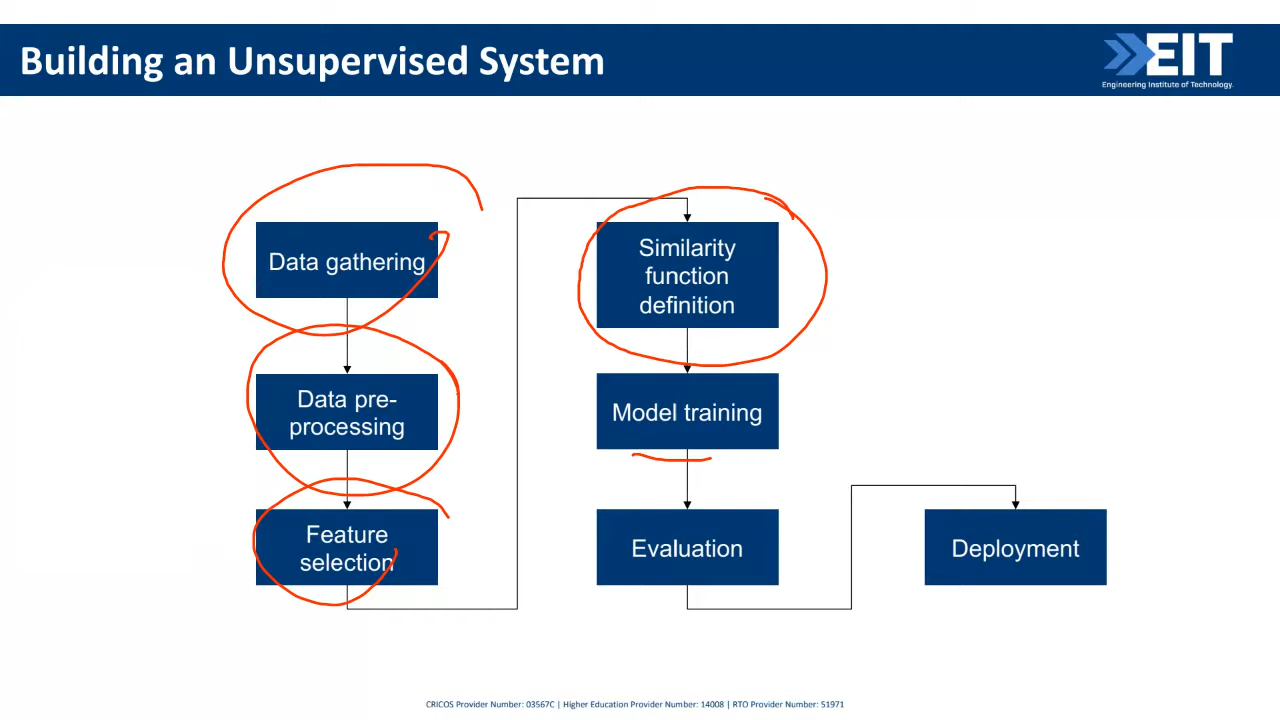 Building an Unsupervised System
EIT
Engineering Institute of Technology.
Data gathering
Data pre-
processing
Feature
selection
Similarity
function
definition
Model training
Evaluation
Deployment
CRICOS Provider Number: 03567C | Higher Education Provider Number: 14008 | RTO Provider Number: 51971